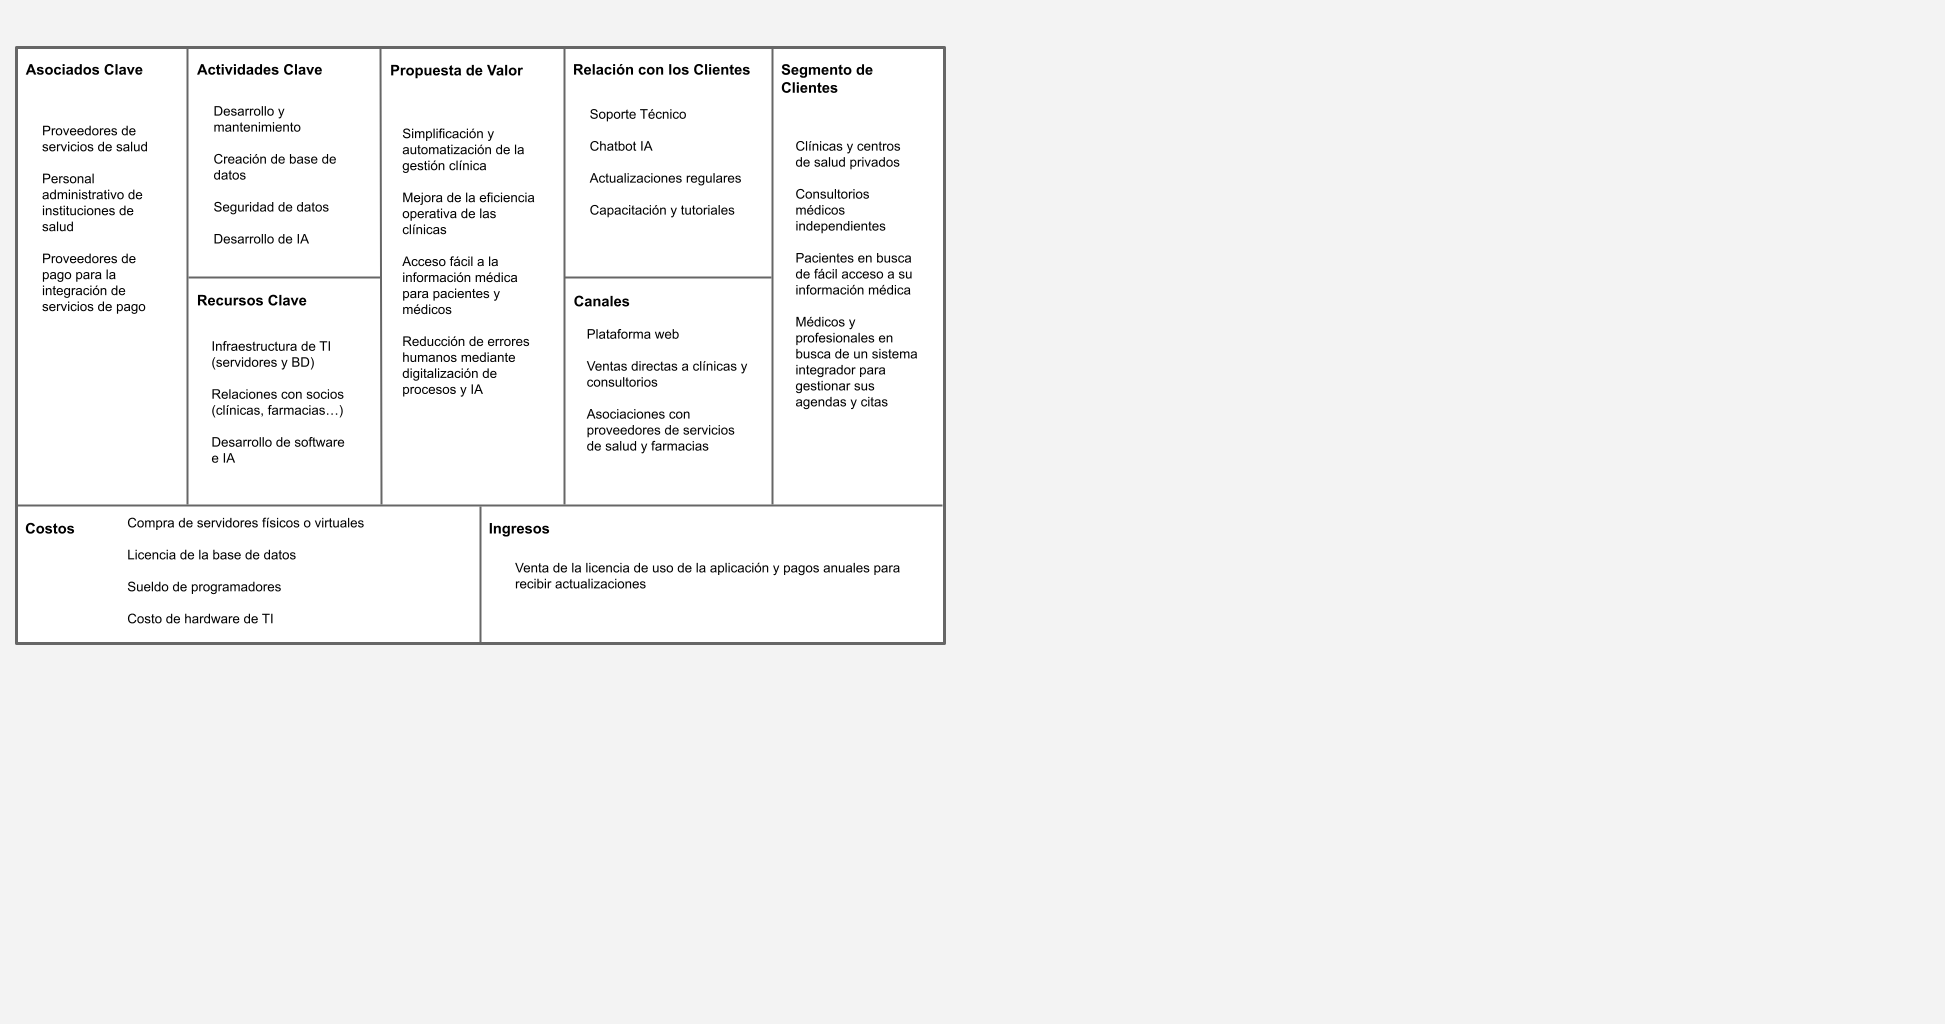 Asociados Clave
Proveedores de
servicios de salud
Personal
administrativo de
instituciones de
salud
Proveedores de
pago para la
integración de
servicios de pago
Actividades Clave
Desarrollo y
mantenimiento
Creación de base de
datos
Seguridad de datos
Desarrollo de IA
Recursos Clave
Infraestructura de TI
(servidores y BD)
Relaciones con socios
(clínicas, farmacias…)
Desarrollo de software
e IA
Propuesta de Valor
Simplificación y
automatización de la
gestión clínica
Mejora de la eficiencia
operativa de las
clínicas
Acceso fácil a la
información médica
para pacientes y
médicos
Reducción de errores
humanos mediante
digitalización de
procesos y IA
Relación con los Clientes
Soporte Técnico
Chatbot IA
Actualizaciones regulares
Capacitación y tutoriales
Canales
Plataforma web
Ventas directas a clínicas y
consultorios
Asociaciones con
proveedores de servicios
de salud y farmacias
Segmento de
Clientes
Clínicas y centros
de salud privados
Consultorios
médicos
independientes
Pacientes en busca
de fácil acceso a su
información médica
Médicos y
profesionales en
busca de un sistema
integrador para
gestionar sus
agendas y citas
Costos
Compra de servidores físicos o virtuales
Licencia de la base de datos
Sueldo de programadores
Costo de hardware de TI
Ingresos
Venta de la licencia de uso de la aplicación y pagos anuales para
recibir actualizaciones